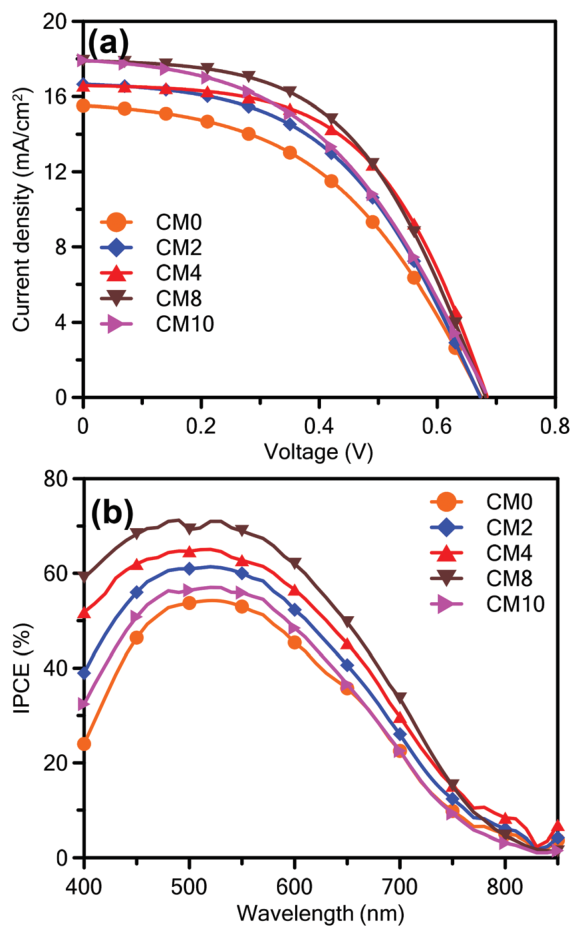 (a)
Current density (mA/cm²)
20
16
12
8
4
0
CM0
CM2
CM4
CM8
CM10
0 0.2 0.4 0.6 0.8
Voltage (V)
(b)
IPCE (%)
80
60
40
20
0
CM0
CM2
CM4
CM8
CM10
400 500 600 700 800
Wavelength (nm)